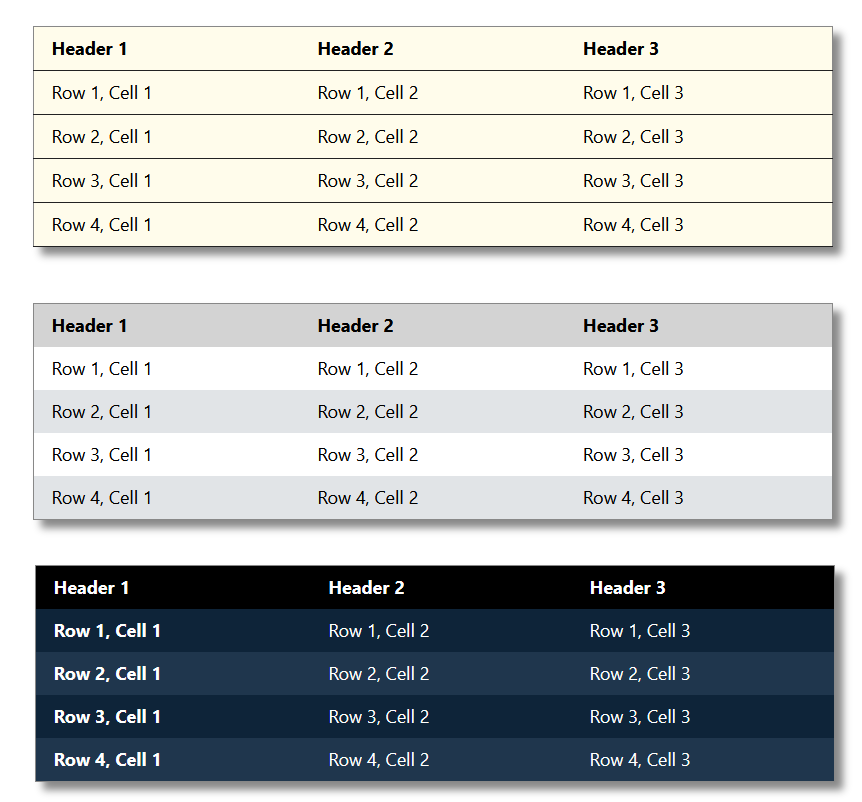 Header 1 Header 2 Header 3
Row 1, Cell 1 Row 1, Cell 2 Row 1, Cell 3
Row 2, Cell 1 Row 2, Cell 2 Row 2, Cell 3
Row 3, Cell 1 Row 3, Cell 2 Row 3, Cell 3
Row 4, Cell 1 Row 4, Cell 2 Row 4, Cell 3
Header 1 Header 2 Header 3
Row 1, Cell 1 Row 1, Cell 2 Row 1, Cell 3
Row 2, Cell 1 Row 2, Cell 2 Row 2, Cell 3
Row 3, Cell 1 Row 3, Cell 2 Row 3, Cell 3
Row 4, Cell 1 Row 4, Cell 2 Row 4, Cell 3
Header 1 Header 2 Header 3
Row 1, Cell 1 Row 1, Cell 2 Row 1, Cell 3
Row 2, Cell 1 Row 2, Cell 2 Row 2, Cell 3
Row 3, Cell 1 Row 3, Cell 2 Row 3, Cell 3
Row 4, Cell 1 Row 4, Cell 2 Row 4, Cell 3